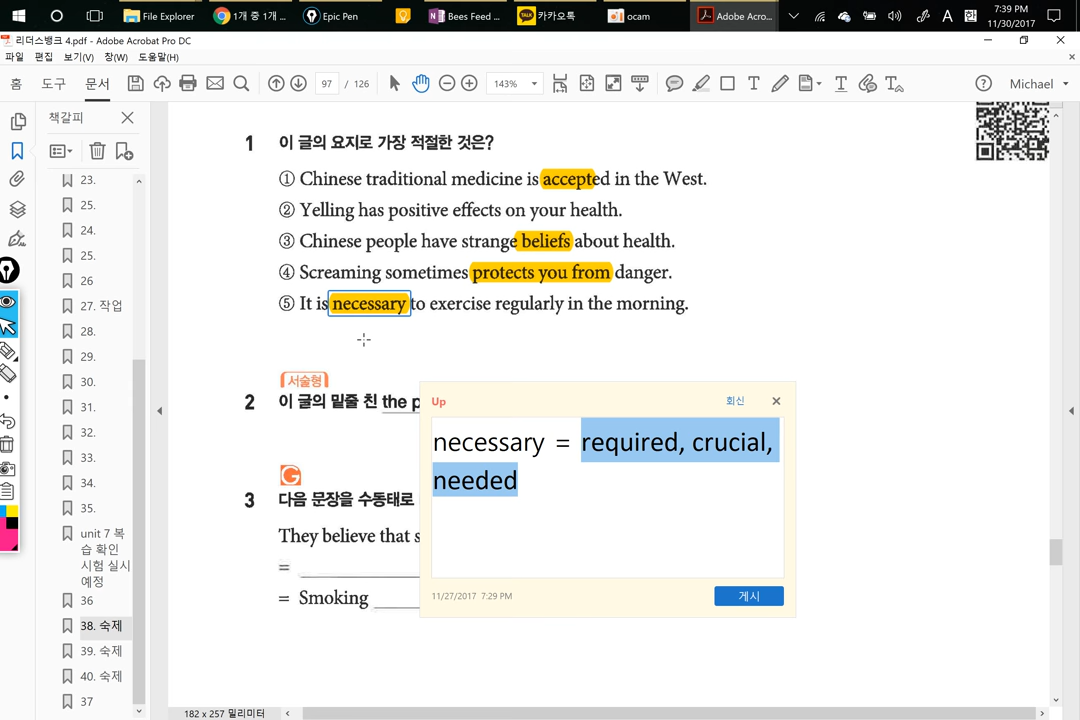 File Explorer
1개 중 1개 ...
Epic Pen
Bees Feed ...
카카오톡
ocam
Adobe Acro...
A
한
7:39 PM
11/30/2017
리더스뱅크 4.pdf - Adobe Acrobat Pro DC
파일 편집 보기(V) 창(W) 도움말(H)
홈 도구 문서
97 / 126
143%
Michael
책갈피
23.
25.
24.
25.
26
27. 작업
28.
29.
30.
31.
32.
33.
34.
35.
unit 7 복
습 확인
시험 실시
예정
36
38. 숙제
39. 숙제
40. 숙제
37
1 이 글의 요지로 가장 적절한 것은?
① Chinese traditional medicine is accepted in the West.
② Yelling has positive effects on your health.
③ Chinese people have strange beliefs about health.
④ Screaming sometimes protects you from danger.
⑤ It is necessary to exercise regularly in the morning.
서술형
2 이 글의 밑줄 친 the p
G
3 다음 문장을 수동태로
They believe that s
=
= Smoking
Up
회신
necessary = required, crucial,
needed
11/27/2017 7:29 PM
게시
182 x 257 밀리미터